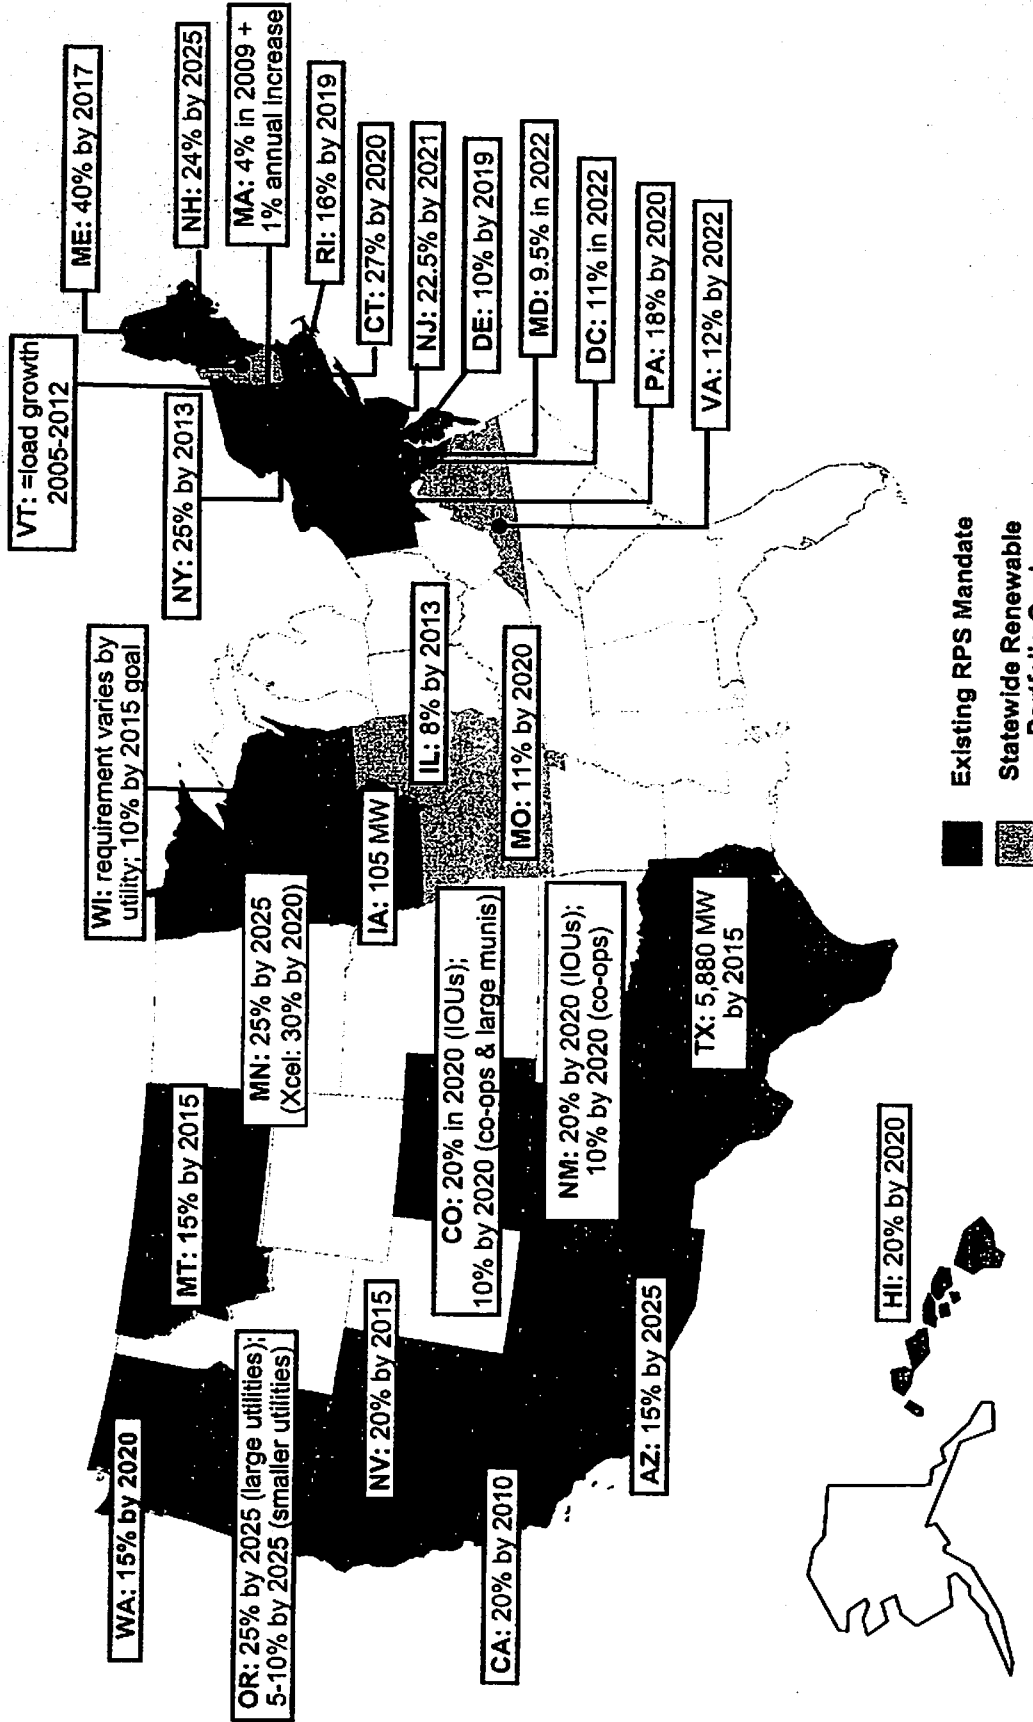 VT: =load growth
2005-2012
ME: 40% by 2017
NH: 24% by 2025
MA: 4% in 2009 +
1% annual increase
RI: 16% by 2019
CT: 27% by 2020
NJ: 22.5% by 2021
DE: 10% by 2019
MD: 9.5% in 2022
DC: 11% in 2022
PA: 18% by 2020
VA: 12% by 2022
NY: 25% by 2013
WI: requirement varies by
utility; 10% by 2015 goal
IL: 8% by 2013
MO: 11% by 2020
IA: 105 MW
MN: 25% by 2025
(Xcel: 30% by 2020)
MT: 15% by 2015
CO: 20% in 2020 (IOUs);
10% by 2020 (co-ops & large munis)
NM: 20% by 2020 (IOUs);
10% by 2020 (co-ops)
TX: 5,880 MW
by 2015
WA: 15% by 2020
OR: 25% by 2025 (large utilities);
5-10% by 2025 (smaller utilities)
NV: 20% by 2015
CA: 20% by 2010
AZ: 15% by 2025
HI: 20% by 2020
Existing RPS Mandate
Statewide Renewable